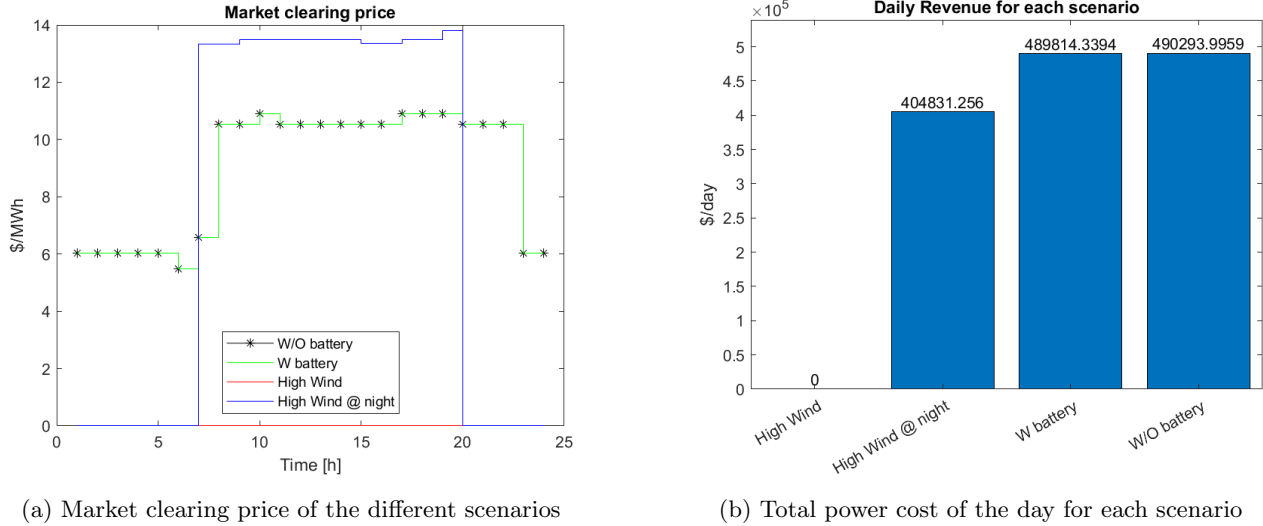 Market clearing price
14
12
10
8
6
4
2
0
$/MWh
W/O battery
W battery
High Wind
High Wind @ night
0 5 10 15 20 25
Time [h]
(a) Market clearing price of the different scenarios
×10⁵
Daily Revenue for each scenario
5
4.5
4
3.5
3
2.5
2
1.5
1
0.5
0
$/day
0
404831.256
489814.3394
490293.9959
High Wind
High Wind @ night
W battery
W/O battery
(b) Total power cost of the day for each scenario